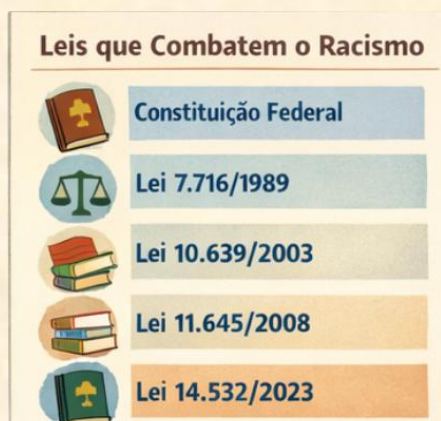 Leis que Combatem o Racismo
Constituição Federal
Lei 7.716/1989
Lei 10.639/2003
Lei 11.645/2008
Lei 14.532/2023